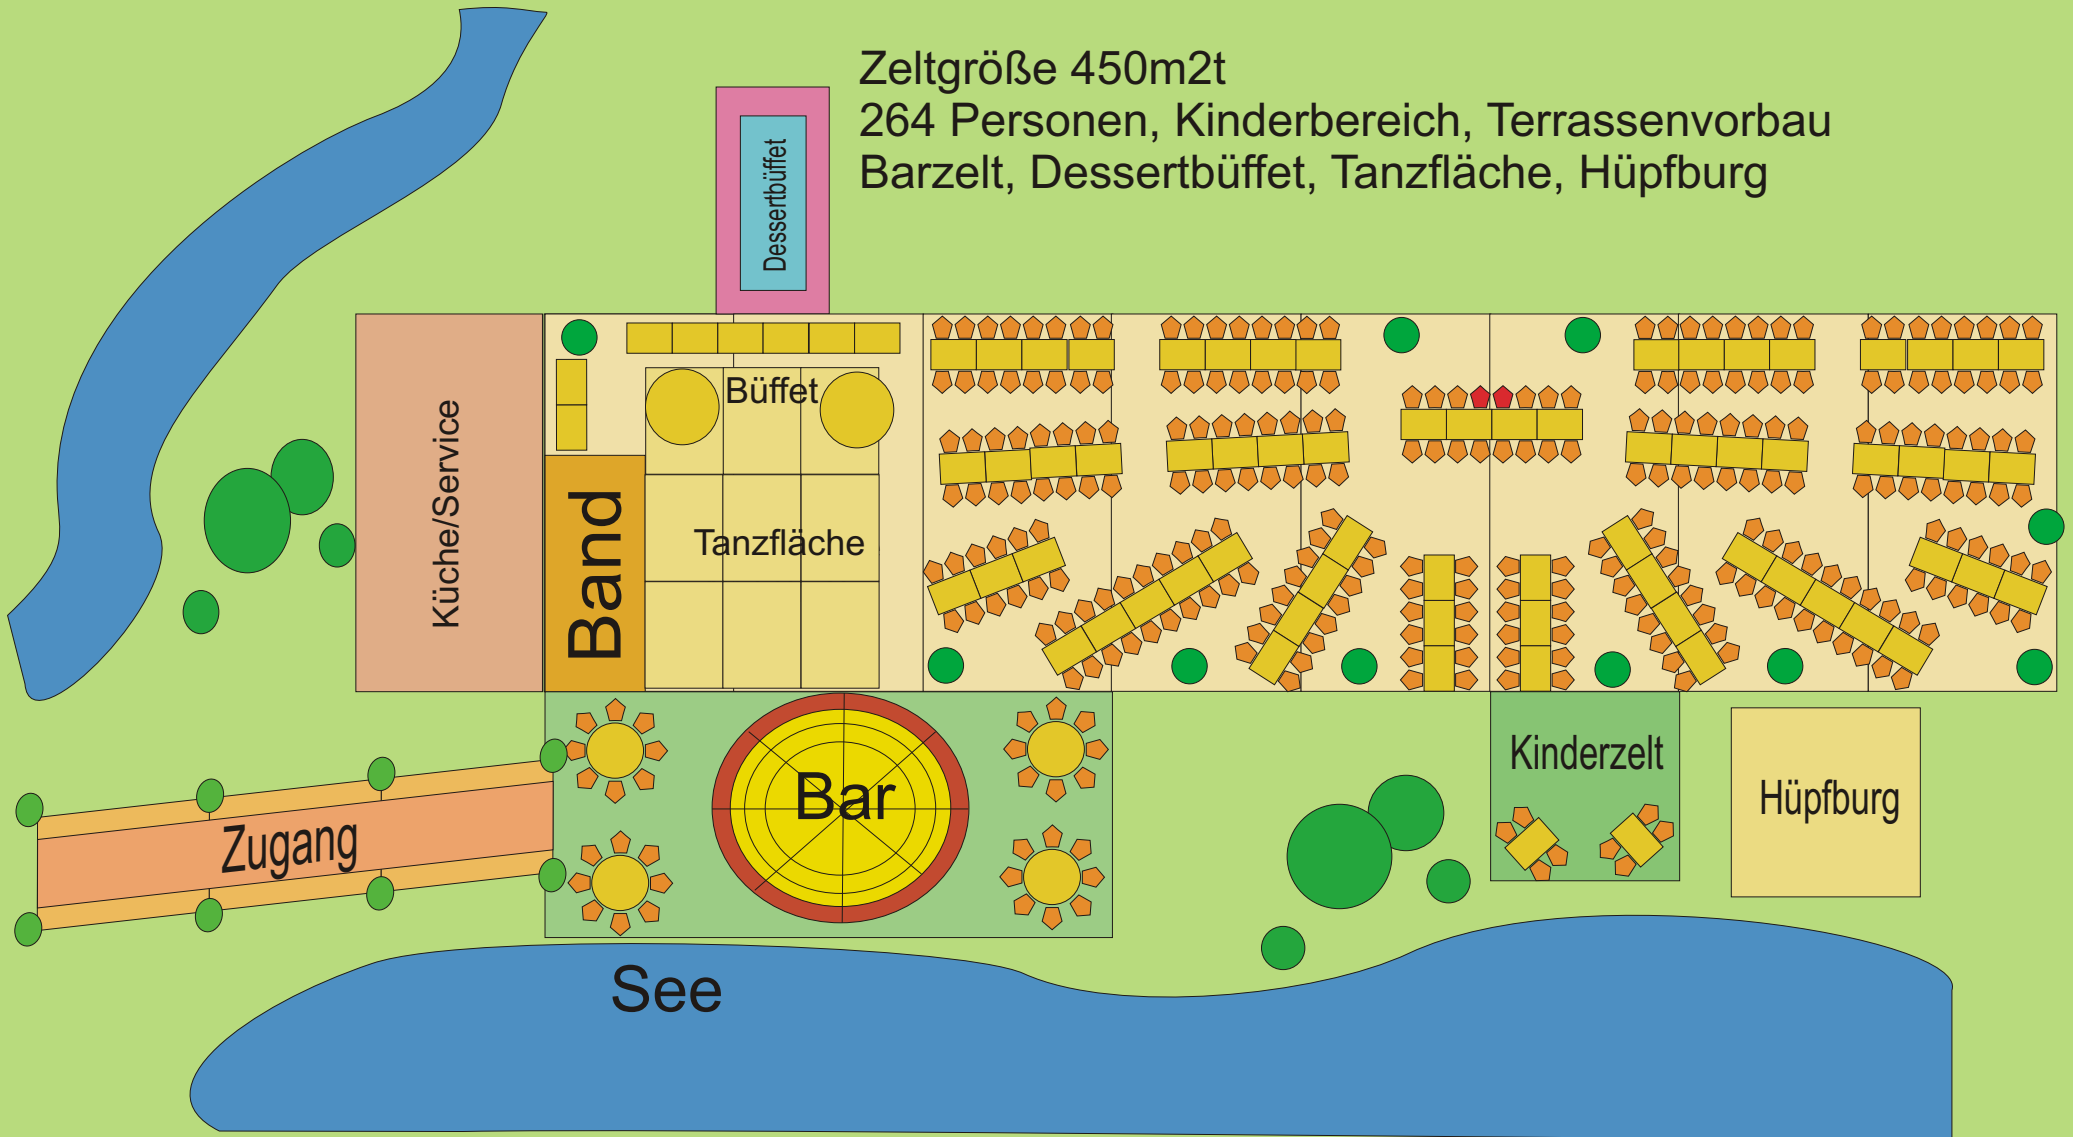 Zeltgröße 450m2t
264 Personen, Kinderbereich, Terrassenvorbau
Barzelt, Dessertbüffet, Tanzfläche, Hüpfburg
Dessertbüffet
Büffet
Küche/Service
Band
Tanzfläche
Kinderzelt
Hüpfburg
Bar
Zugang
See